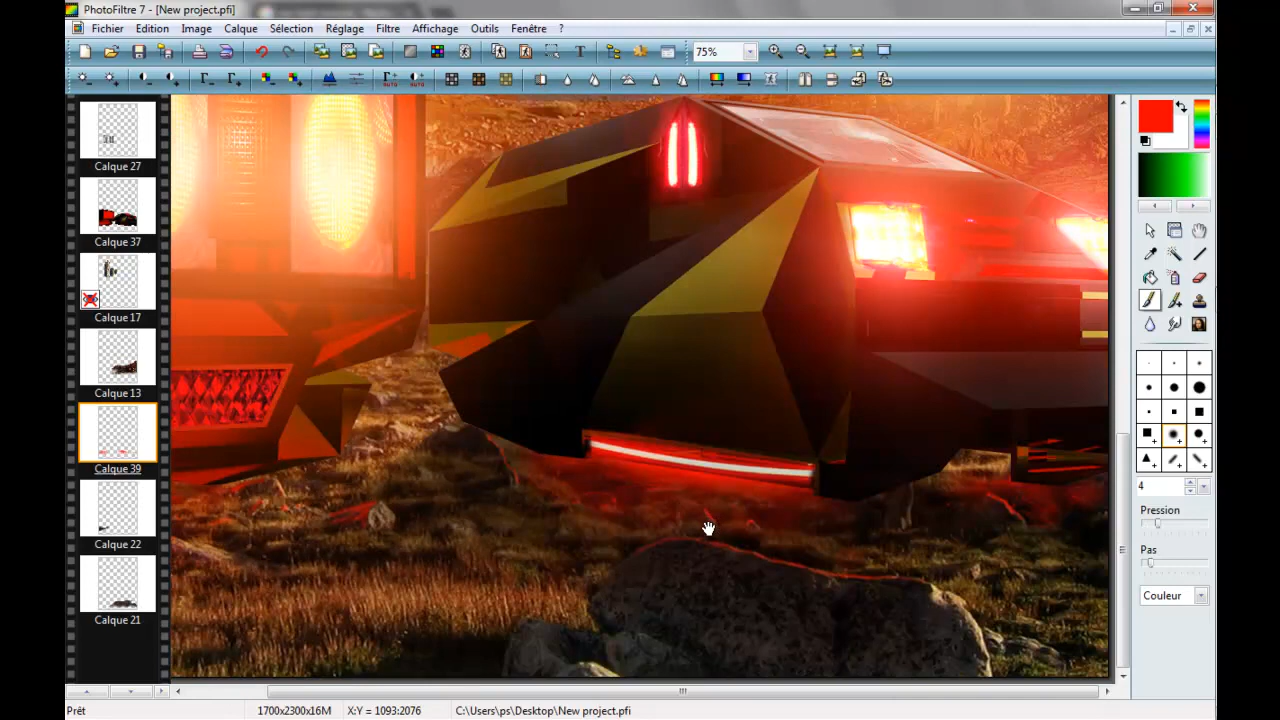 PhotoFiltre 7 - [New project.pfi]
Fichier Edition Image Calque Sélection Réglage Filtre Affichage Outils Fenêtre ?
75%
Calque 27
Calque 37
Calque 17
Calque 13
Calque 39
Calque 22
Calque 21
4
Pression
Pas
Couleur
Prêt 1700x2300x16M X;Y = 1093:2076 C:\Users\ps\Desktop\New project.pfi